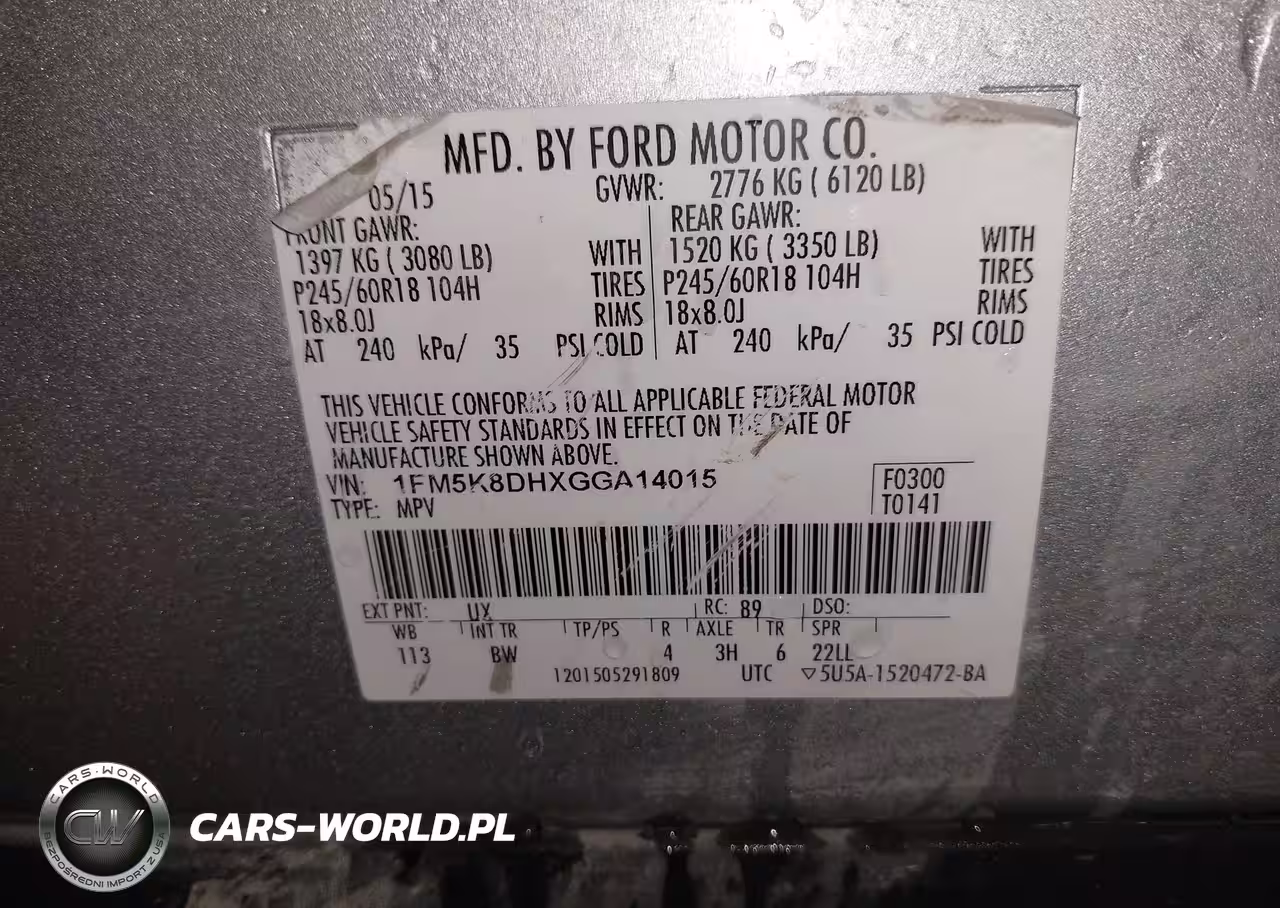 MFD. BY FORD MOTOR CO.
05/15 GVWR: 2776 KG ( 6120 LB)
FRONT GAWR: REAR GAWR:
1397 KG ( 3080 LB) WITH 1520 KG ( 3350 LB) WITH
P245/60R18 104H TIRES P245/60R18 104H TIRES
18x8.0J RIMS 18x8.0J RIMS
AT 240 kPa/ 35 PSI COLD AT 240 kPa/ 35 PSI COLD
THIS VEHICLE CONFORMS TO ALL APPLICABLE FEDERAL MOTOR
VEHICLE SAFETY STANDARDS IN EFFECT ON THE DATE OF
MANUFACTURE SHOWN ABOVE.
VIN: 1FM5K8DHXGGA14015 F0300
TYPE: MPV T0141
EXT PNT: UX RC: 89 DSO:
WB INT TR TP/PS R AXLE TR SPR
113 BW 4 3H 6 22LL
1201505291809 UTC ▽5U5A-1520472-BA
CARS-WORLD
CW
BEZPOŚREDNI IMPORT Z USA
CARS-WORLD.PL